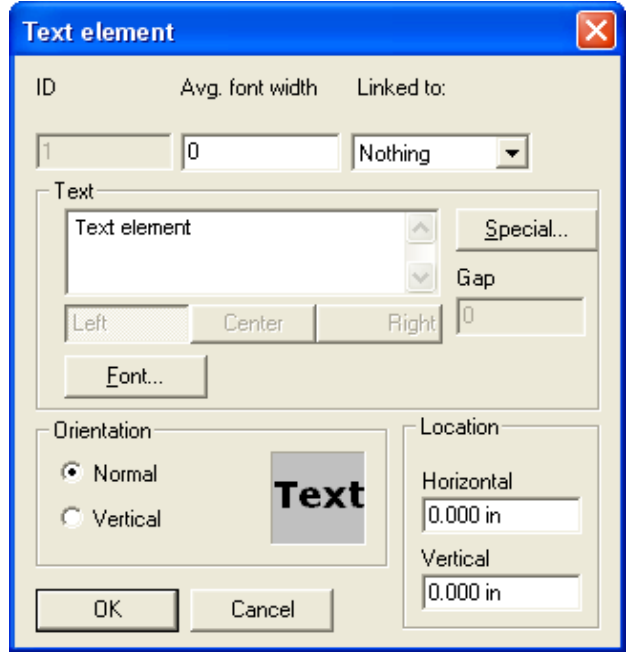 Text element
ID Avg. font width Linked to:
1 0 Nothing
Text
Text element
Special...
Gap
Left Center Right 0
Font...
Orientation
Normal
Vertical
Text
Location
Horizontal
0.000 in
Vertical
0.000 in
OK Cancel